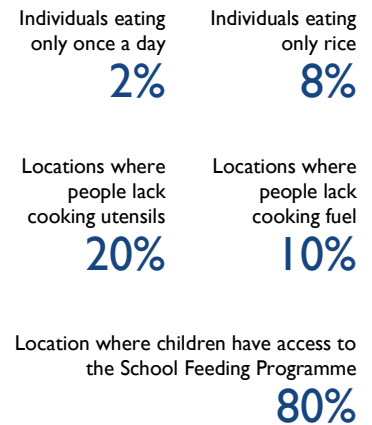 Individuals eating
only once a day
2%
Individuals eating
only rice
8%
Locations where
people lack
cooking utensils
20%
Locations where
people lack
cooking fuel
10%
Location where children have access to
the School Feeding Programme
80%